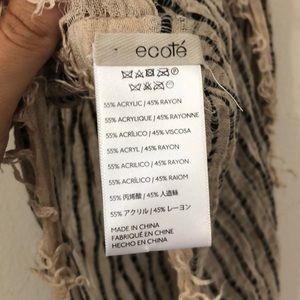 ecoté
55% ACRYLIC / 45% RAYON
55% ACRYLIQUE / 45% RAYONNE
55% ACRÍLICO / 45% VISCOSA
55% ACRYL / 45% RAYON
55% ACRILICO / 45% RAYON
55% ACRÍLICO / 45% RAIOM
55% 丙烯酸 / 45% 人造絲
55% アクリル / 45% レーヨン
MADE IN CHINA
FABRIQUÉ EN CHINE
HECHO EN CHINA